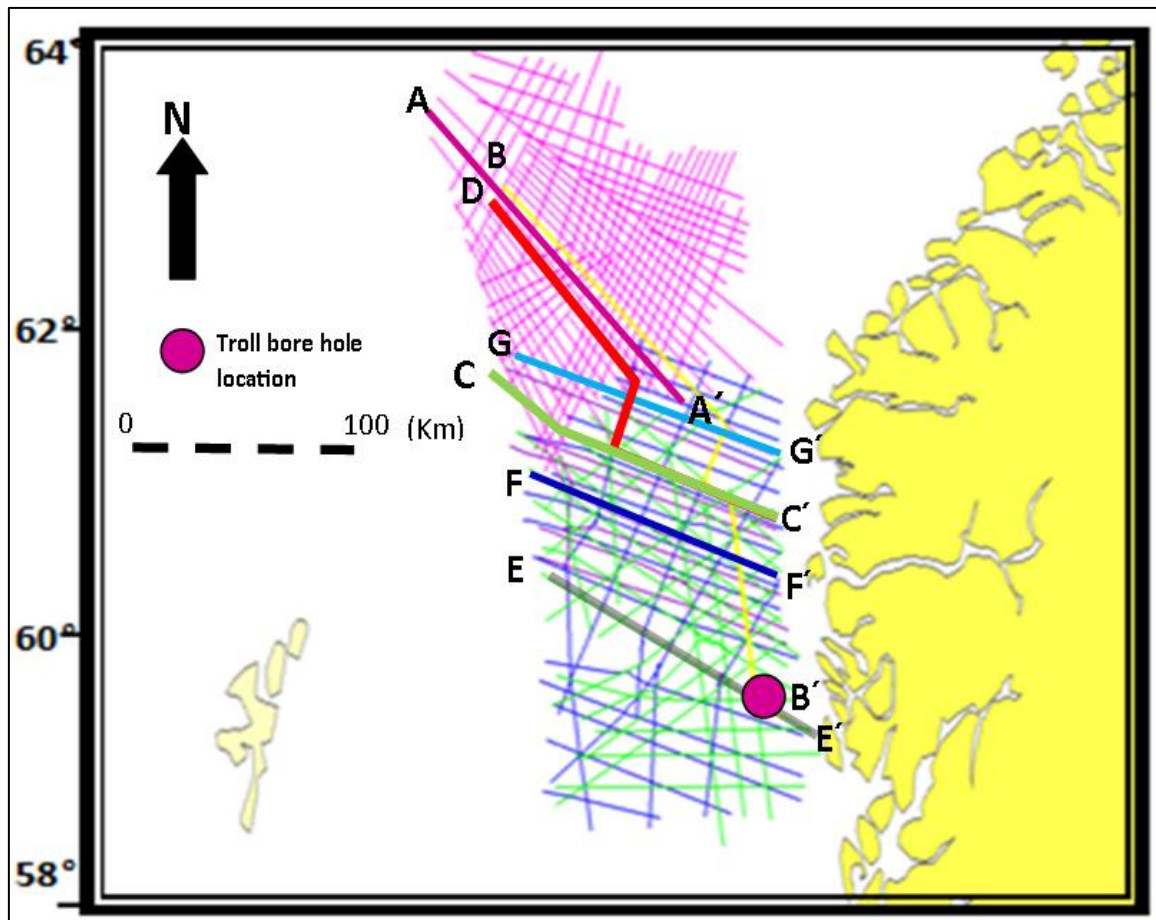 64°
A
N
B
D
62°
G
Troll bore hole
location
C
A´
0
100 (Km)
G´
F
C´
E
F´
60°
B´
E´
58°